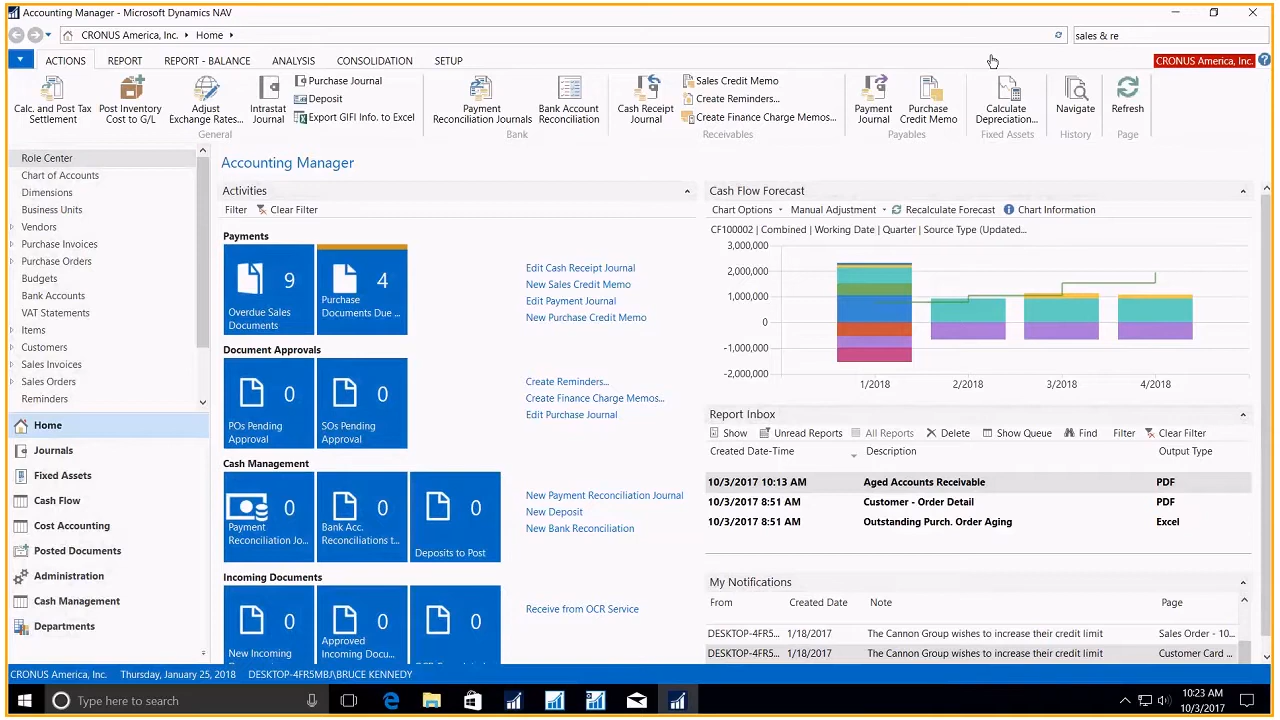 Accounting Manager - Microsoft Dynamics NAV
CRONUS America, Inc. Home
sales & re
ACTIONS REPORT REPORT - BALANCE ANALYSIS CONSOLIDATION SETUP
CRONUS America, Inc.
Calc. and Post Tax Settlement
Post Inventory Cost to G/L
Adjust Exchange Rates...
Intrastat Journal
Purchase Journal
Deposit
Export GIFI Info. to Excel
General
Payment Reconciliation Journals
Bank Account Reconciliation
Bank
Cash Receipt Journal
Sales Credit Memo
Create Reminders...
Create Finance Charge Memos...
Receivables
Payment Journal
Purchase Credit Memo
Payables
Calculate Depreciation...
Fixed Assets
Navigate
History
Refresh
Page
Role Center
Chart of Accounts
Dimensions
Business Units
Vendors
Purchase Invoices
Purchase Orders
Budgets
Bank Accounts
VAT Statements
Items
Customers
Sales Invoices
Sales Orders
Reminders
Home
Journals
Fixed Assets
Cash Flow
Cost Accounting
Posted Documents
Administration
Cash Management
Departments
Accounting Manager
Activities
Filter Clear Filter
Payments
9
Overdue Sales Documents
4
Purchase Documents Due ...
Edit Cash Receipt Journal
New Sales Credit Memo
Edit Payment Journal
New Purchase Credit Memo
Document Approvals
0
POs Pending Approval
0
SOs Pending Approval
Create Reminders...
Create Finance Charge Memos...
Edit Purchase Journal
Cash Management
0
Payment Reconciliation Jo...
0
Bank Acc. Reconciliations t...
0
Deposits to Post
New Payment Reconciliation Journal
New Deposit
New Bank Reconciliation
Incoming Documents
0
New Incoming
0
Approved Incoming Docu...
0
Receive from OCR Service
Cash Flow Forecast
Chart Options Manual Adjustment Recalculate Forecast Chart Information
CF100002 | Combined | Working Date | Quarter | Source Type (Updated...
3,000,000
2,000,000
1,000,000
0
-1,000,000
-2,000,000
1/2018 2/2018 3/2018 4/2018
Report Inbox
Show Unread Reports All Reports Delete Show Queue Find Filter Clear Filter
Created Date-Time Description Output Type
10/3/2017 10:13 AM Aged Accounts Receivable PDF
10/3/2017 8:51 AM Customer - Order Detail PDF
10/3/2017 8:51 AM Outstanding Purch. Order Aging Excel
My Notifications
From Created Date Note Page
DESKTOP-4FR5... 1/18/2017 The Cannon Group wishes to increase their credit limit Sales Order - 10...
DESKTOP-4FR5... 1/18/2017 The Cannon Group wishes to increase their credit limit Customer Card ...
CRONUS America, Inc. Thursday, January 25, 2018 DESKTOP-4FR5MBJ\BRUCE KENNEDY
Type here to search
10:23 AM
10/3/2017